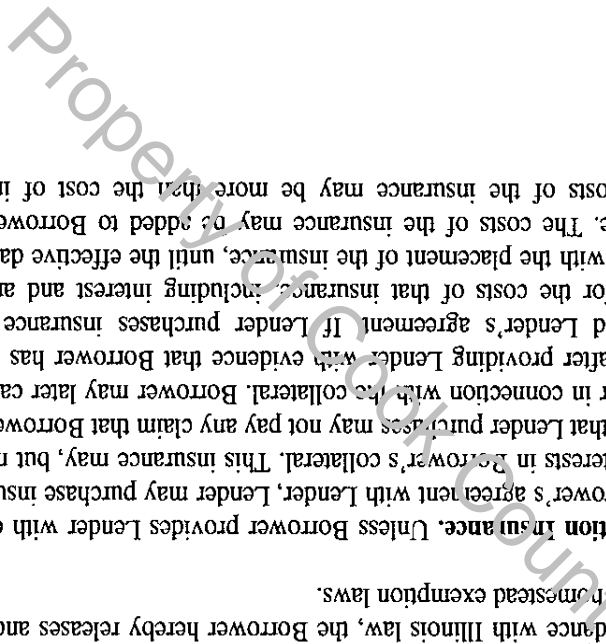 dance with Illinois law, the Borrower hereby releases and
homestead exemption laws.
tion Insurance. Unless Borrower provides Lender with e
rower's agreement with Lender, Lender may purchase insu
terests in Borrower's collateral. This insurance may, but n
that Lender purchases may not pay any claim that Borrowe
r in connection with the collateral. Borrower may later ca
after providing Lender with evidence that Borrower has
d Lender's agreement. If Lender purchases insurance
for the costs of that insurance, including interest and an
with the placement of the insurance, until the effective da
e. The costs of the insurance may be added to Borrowe
osts of the insurance may be more than the cost of in
Property of Cook Coun